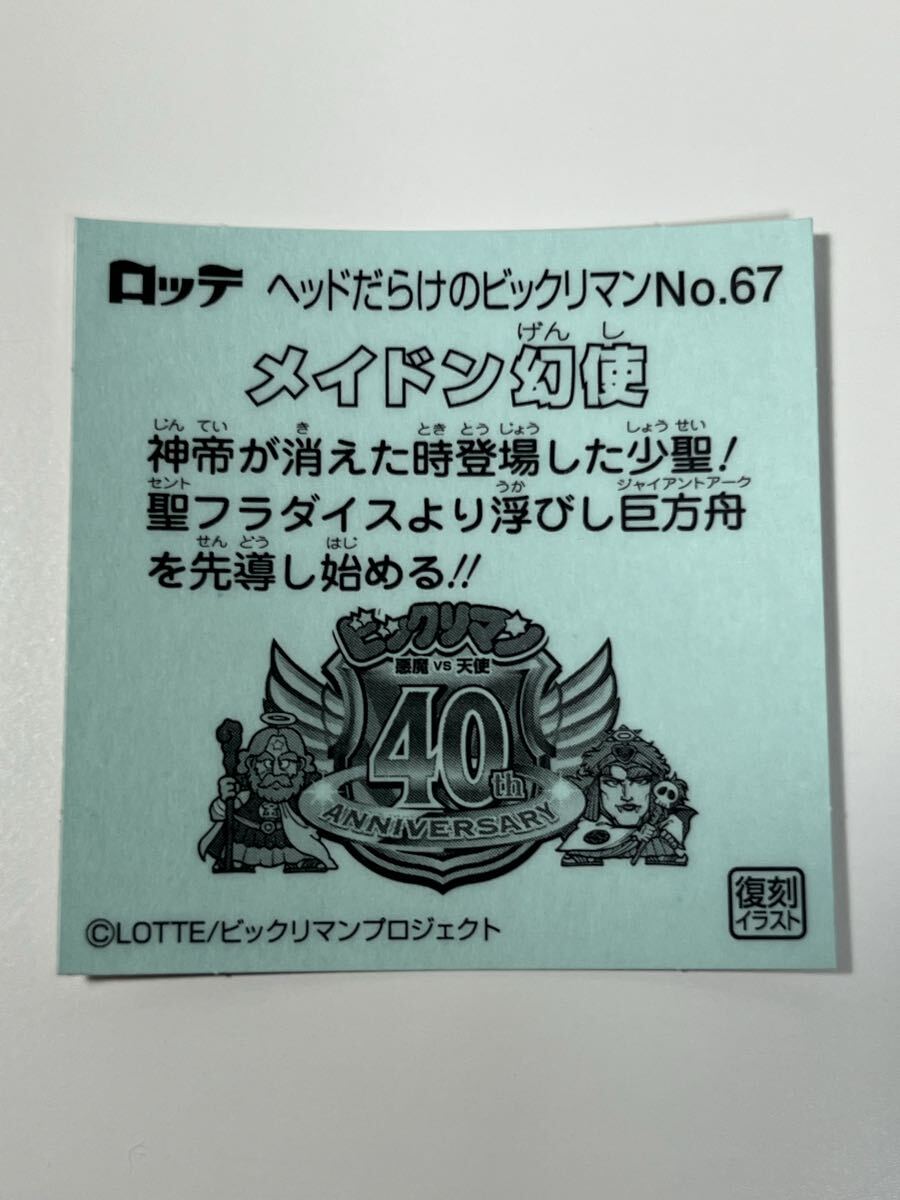 ロッテ ヘッドだらけのビックリマンNo.67
げん し
メイドン幻使
じん てい き とき とう じょう しょう せい
神帝が消えた時登場した少聖!
セント うか ジャイアントアーク
聖フラダイスより浮びし巨方舟
せん どう はじ
を先導し始める!!
ビックリマン
悪魔 VS 天使
40th
ANNIVERSARY
復刻
イラスト
©LOTTE/ビックリマンプロジェクト